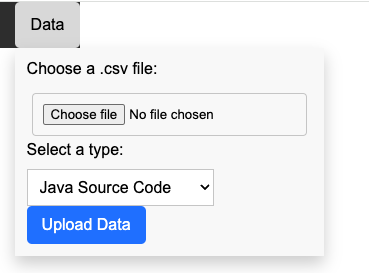 Data
Choose a .csv file:
Choose file No file chosen
Select a type:
Java Source Code
Upload Data